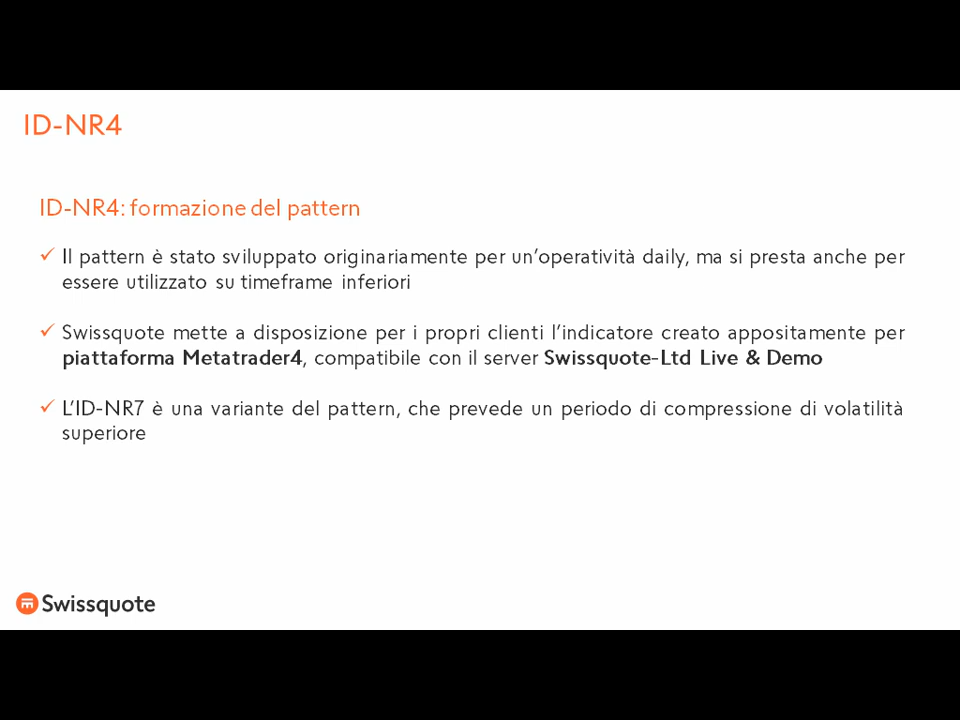 ID-NR4
ID-NR4: formazione del pattern
Il pattern è stato sviluppato originariamente per un’operatività daily, ma si presta anche per
essere utilizzato su timeframe inferiori
Swissquote mette a disposizione per i propri clienti l’indicatore creato appositamente per
piattaforma Metatrader4, compatibile con il server Swissquote-Ltd Live & Demo
L’ID-NR7 è una variante del pattern, che prevede un periodo di compressione di volatilità
superiore
Swissquote